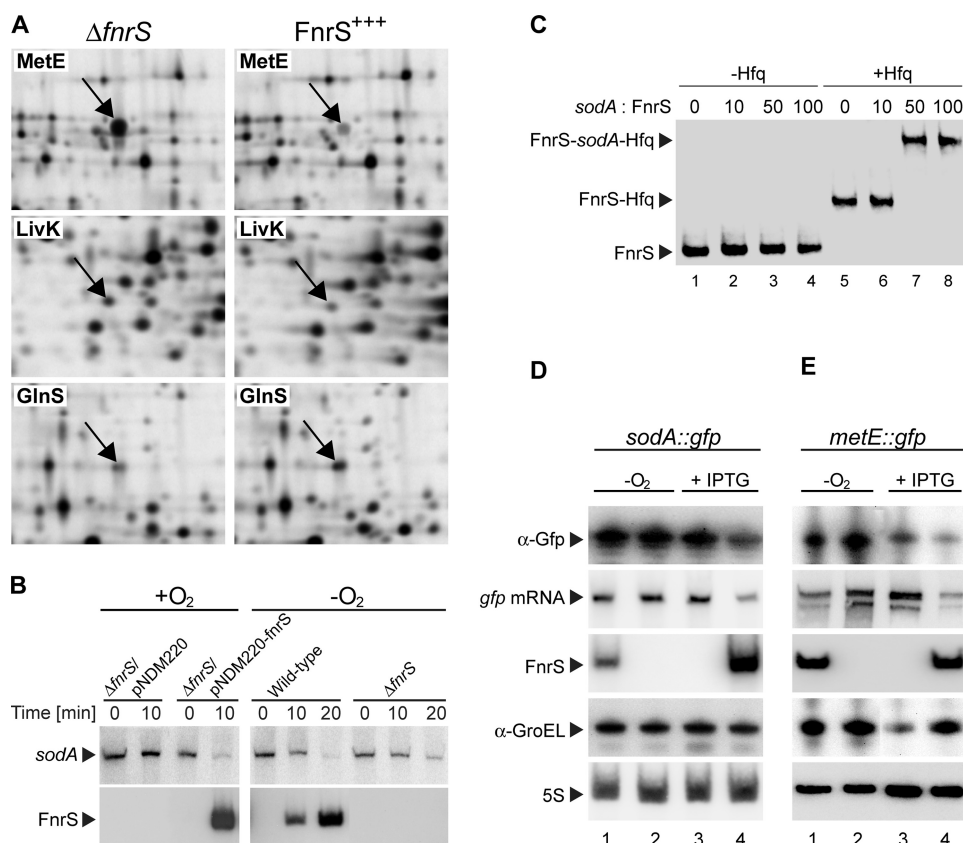 A
ΔfnrS FnrS+++
MetE MetE
LivK LivK
GlnS GlnS
B
+O2 -O2
ΔfnrS/ pNDM220 ΔfnrS/ pNDM220-fnrS Wild-type ΔfnrS
Time [min] 0 10 0 10 0 10 20 0 10 20
sodA
FnrS
C
-Hfq +Hfq
sodA : FnrS 0 10 50 100 0 10 50 100
FnrS-sodA-Hfq
FnrS-Hfq
FnrS
1 2 3 4 5 6 7 8
D E
sodA::gfp metE::gfp
-O2 + IPTG -O2 + IPTG
α-Gfp
gfp mRNA
FnrS
α-GroEL
5S
1 2 3 4 1 2 3 4